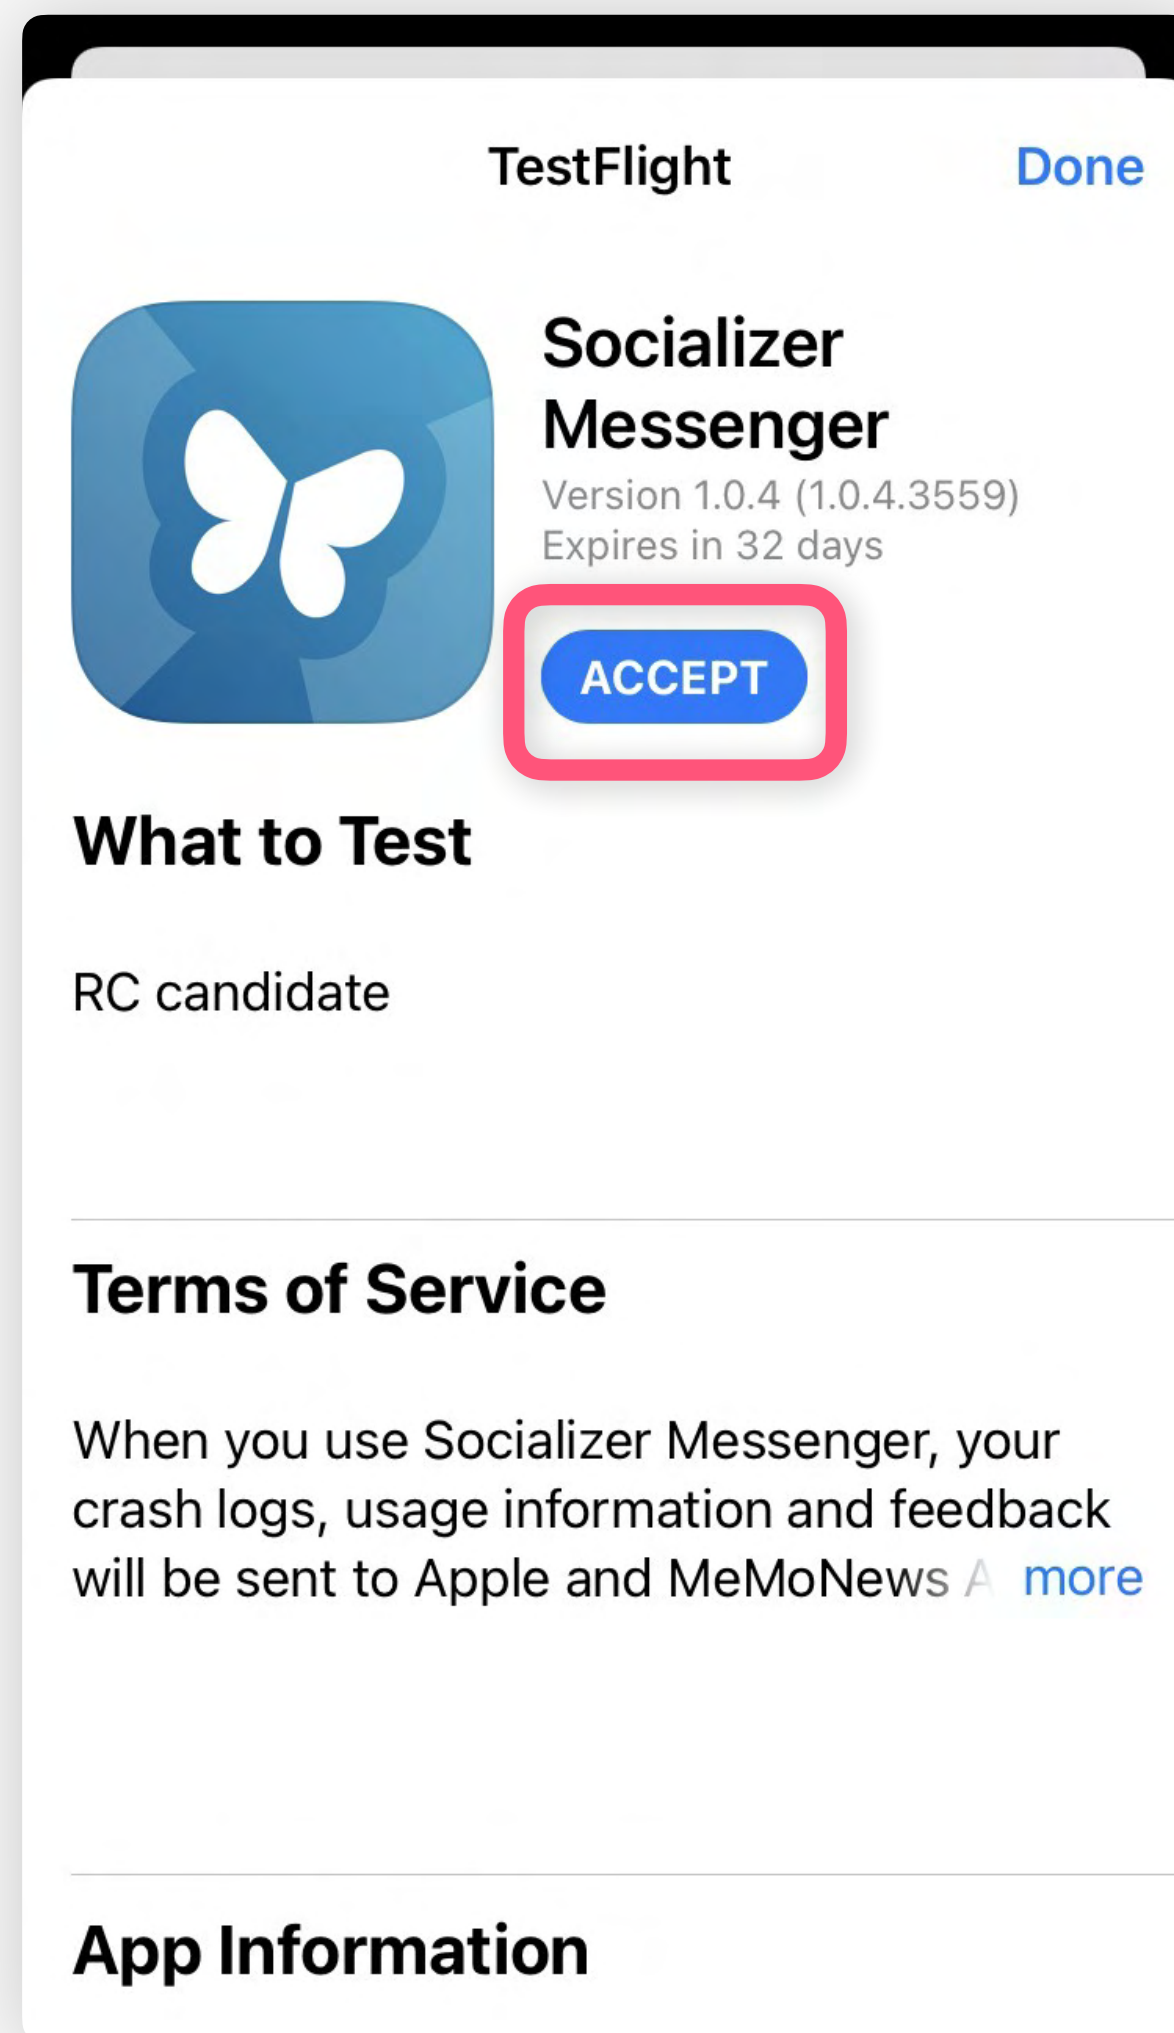 TestFlight
Done
Socializer
Messenger
Version 1.0.4 (1.0.4.3559)
Expires in 32 days
ACCEPT
What to Test
RC candidate
Terms of Service
When you use Socializer Messenger, your
crash logs, usage information and feedback
will be sent to Apple and MeMoNews A more
App Information